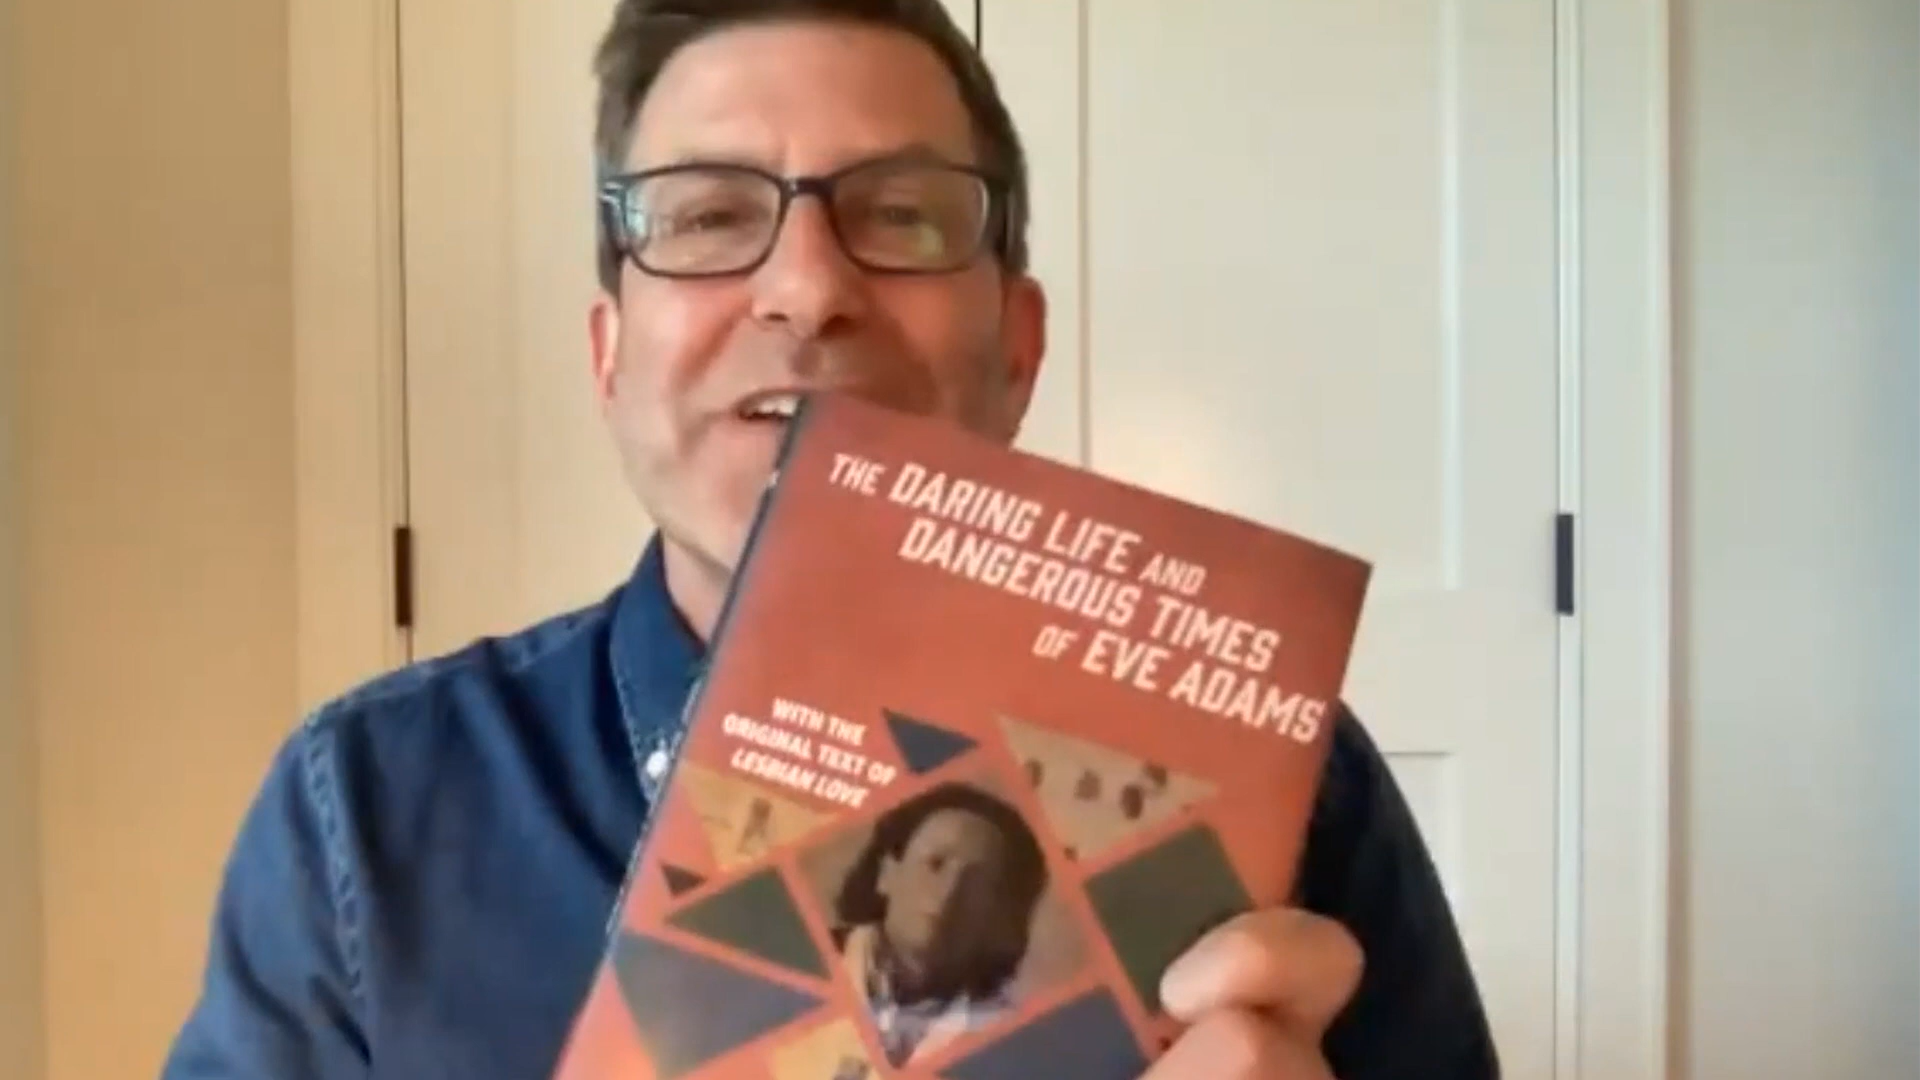 THE DARING LIFE AND
DANGEROUS TIMES
OF EVE ADAMS
WITH THE
ORIGINAL TEXT OF
LESBIAN LOVE